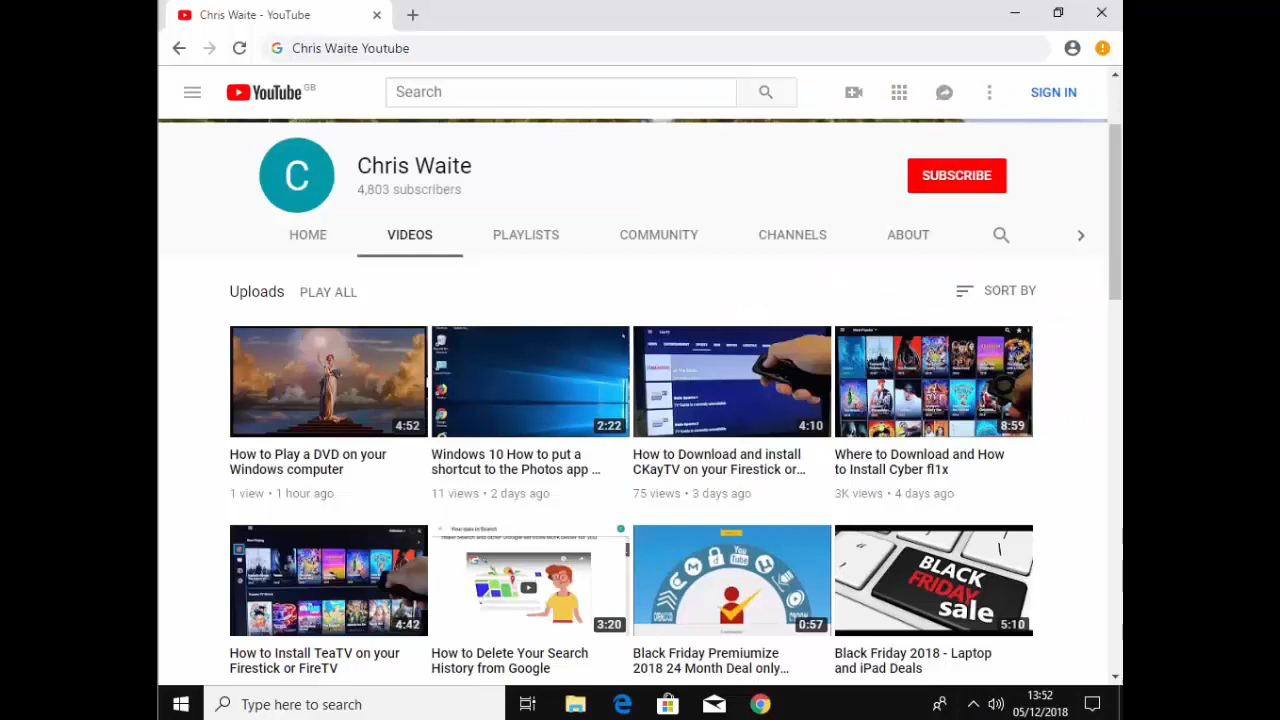 Chris Waite - YouTube
Chris Waite Youtube
YouTube GB
Search
SIGN IN
Chris Waite
4,803 subscribers
SUBSCRIBE
HOME VIDEOS PLAYLISTS COMMUNITY CHANNELS ABOUT
C
Uploads PLAY ALL
SORT BY
4:52
2:22
4:10
8:59
How to Play a DVD on your
Windows computer
1 view • 1 hour ago
Windows 10 How to put a
shortcut to the Photos app ...
11 views • 2 days ago
How to Download and install
CKayTV on your Firestick or...
75 views • 3 days ago
Where to Download and How
to Install Cyber fl1x
3K views • 4 days ago
4:42
Your data in Search
3:20
You
Tube
0:57
BLACK
FRIDAY
sale
5:10
How to Install TeaTV on your
Firestick or FireTV
How to Delete Your Search
History from Google
Black Friday Premiumize
2018 24 Month Deal only...
Black Friday 2018 - Laptop
and iPad Deals
Type here to search
13:52
05/12/2018